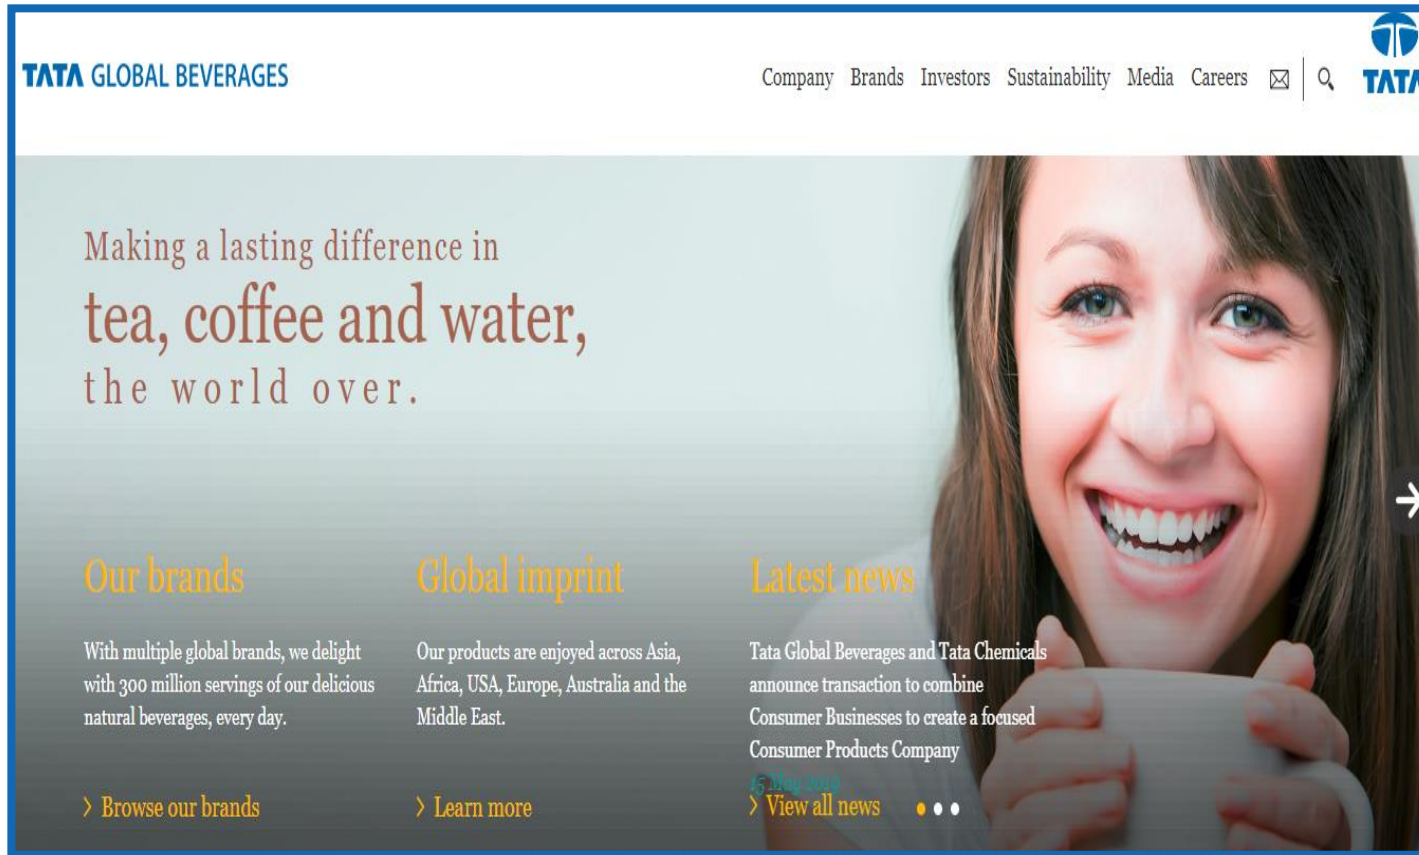 TATA GLOBAL BEVERAGES
Company Brands Investors Sustainability Media Careers
TATA
Making a lasting difference in
tea, coffee and water,
the world over.
Our brands
With multiple global brands, we delight
with 300 million servings of our delicious
natural beverages, every day.
> Browse our brands
Global imprint
Our products are enjoyed across Asia,
Africa, USA, Europe, Australia and the
Middle East.
> Learn more
Latest news
Tata Global Beverages and Tata Chemicals
announce transaction to combine
Consumer Businesses to create a focused
Consumer Products Company
15 May 2019
> View all news